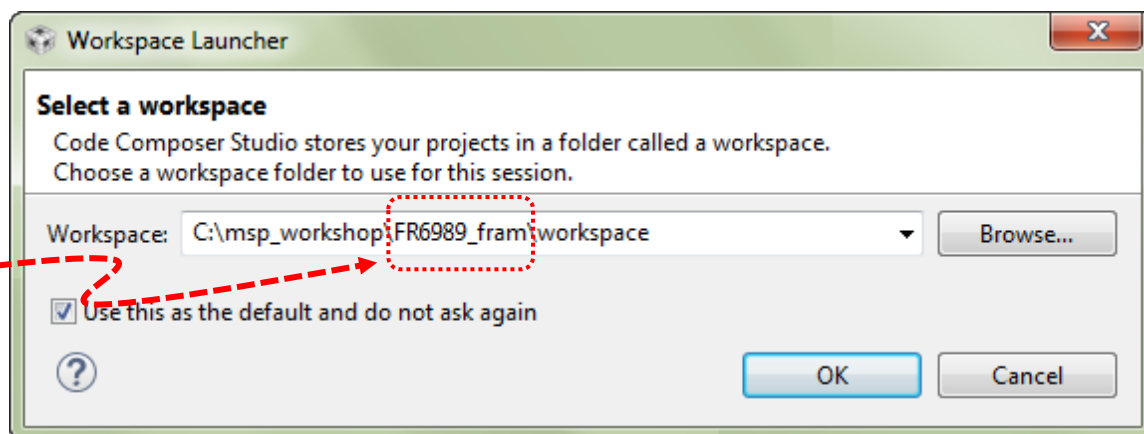 Workspace Launcher
X
Select a workspace
Code Composer Studio stores your projects in a folder called a workspace.
Choose a workspace folder to use for this session.
Workspace: C:\msp_workshop\FR6989_fram\workspace Browse...
Use this as the default and do not ask again
? OK Cancel